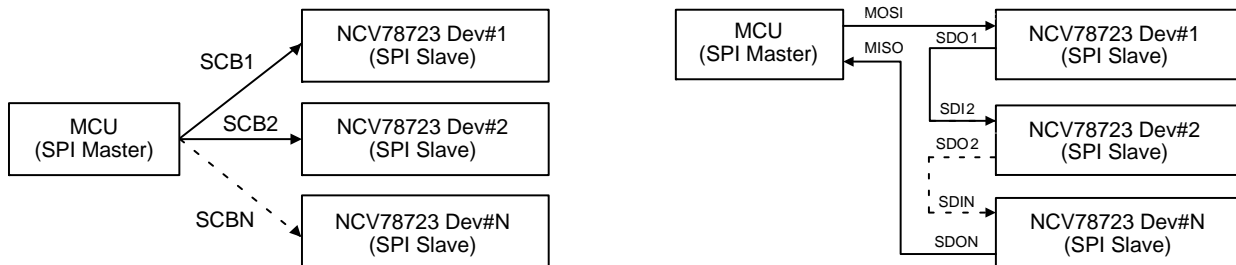 NCV78723 Dev#1
(SPI Slave)
SCB1
MCU
(SPI Master)
SCB2
NCV78723 Dev#2
(SPI Slave)
SCBN
NCV78723 Dev#N
(SPI Slave)
MCU
(SPI Master)
MOSI
MISO
NCV78723 Dev#1
(SPI Slave)
SDO1
SDI2
NCV78723 Dev#2
(SPI Slave)
SDO2
SDIN
NCV78723 Dev#N
(SPI Slave)
SDON